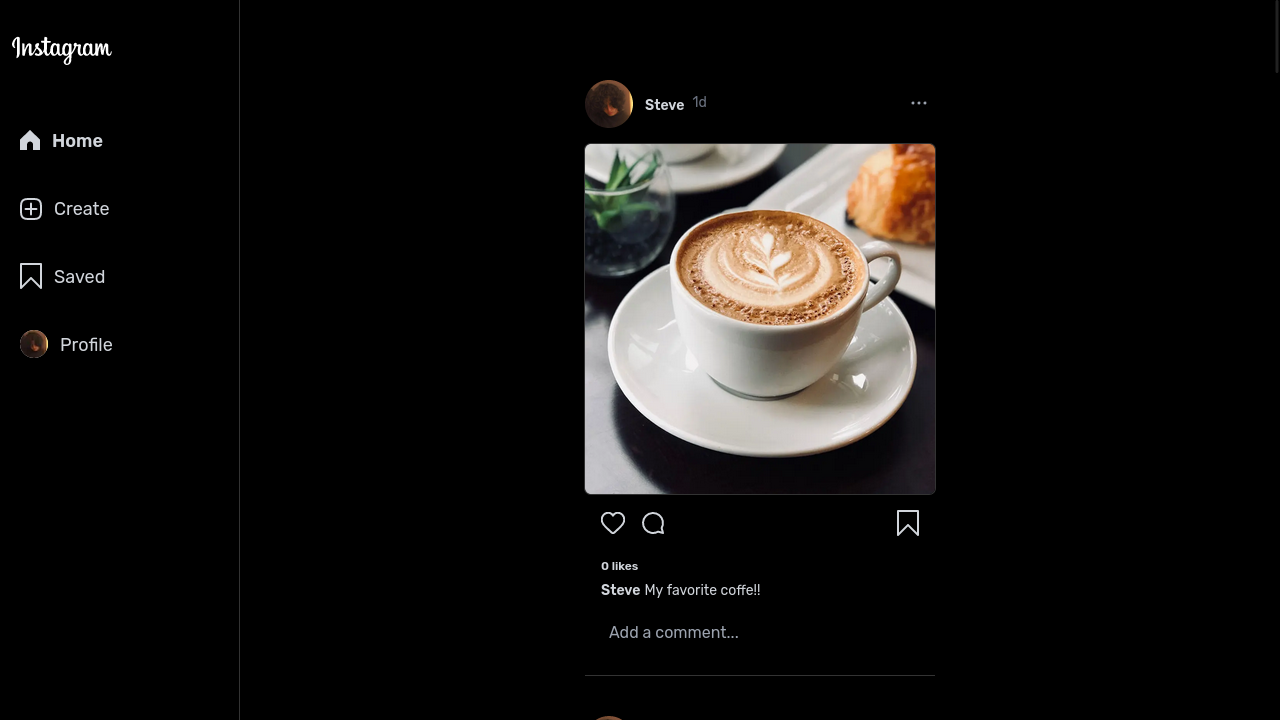 Instagram
Home
Create
Saved
Profile
Steve 1d
0 likes
Steve My favorite coffe!!
Add a comment...